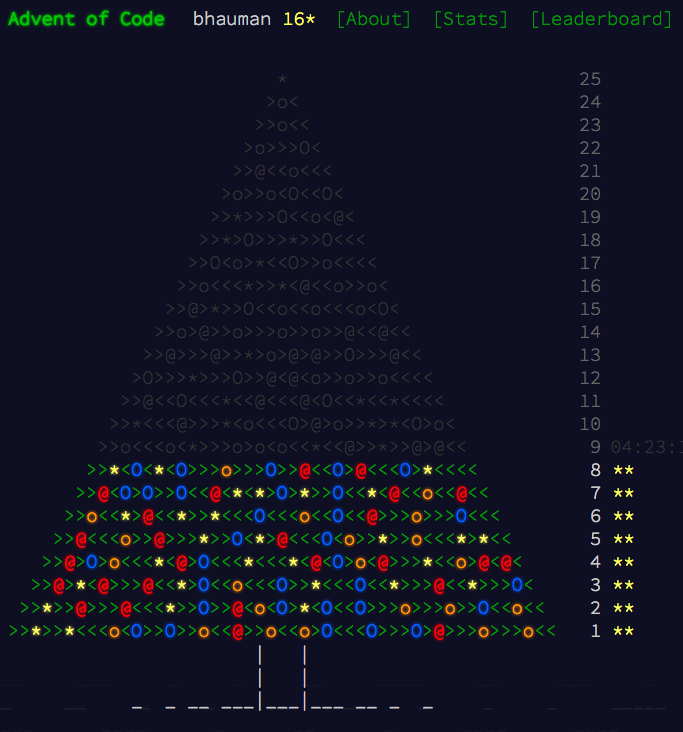 Advent of Code bhauman 16* [About] [Stats] [Leaderboard]
* 25
>o< 24
>>o<< 23
>o>>>O< 22
>>@<<o<<< 21
>o>>o<O<<O< 20
>>*>>>O<<o<@< 19
>>*>O>>>*>>O<<< 18
>>O<o>*<<O>>o<<<< 17
>>o<<<*>>*<@<<o>>o< 16
>>@>*>>O<<o<<o<<<o<O< 15
>>o>@>>o>>>o>>o>>@<<@<< 14
>>@>>>@>>*>o>@>@>>O>>>@<< 13
>O>>>*>>>O>>@<@<o>>o>><<<<< 12
>>@<<O<<<*<<@<<<@<O<<<*<<*<<< 11
>>*<<<@>>>*<o<<O<<O>@>o>>*<O>o< 10
>>o<<o<Oo<<<o>o<o<<*<<@>>*>>@>@<< 9 04:23:
>>*<O<*<O>>>o>>>O>>@<<O<@<<<O>*<<<< 8 **
>>@<O>O>>O<<@<*<*>O>*>>O<<*<@<<o<<@<< 7 **
>>o<<*>@<<*>>*<<<O<<<o<<O<<@>>>o>>>O<<< 6 **
>>@<<<o>>@>>>*>>O>*>@<<<O<o>>*>>o<<<*>*<< 5 **
>>@>O>o<<<*<@>O<<<*<<<*<@<O<o<@>>>*<<o>@<@< 4 **
>>@>*<@>>>@<<*>O<<o<<<O>>*<<O<<<*>>>@<<*>>>O< 3 **
>>*>>@>>>@<<<*>>O>>@<o<O>*<O<O<<<o>>>o>>O<<o<< 2 **
>>*>>*<<<o<O>>O>>o<<@>>o<<o>O<<<O>>>O>@>>>o>>>o<< 1 **